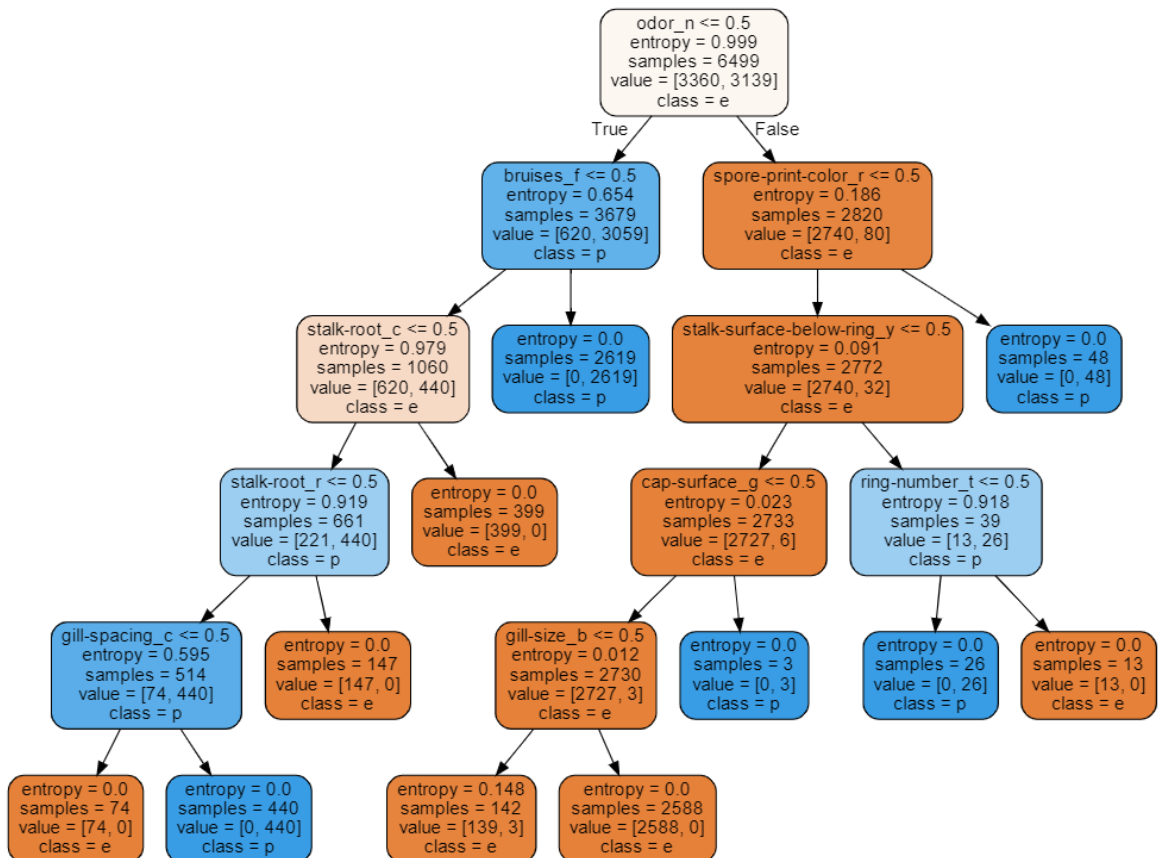 odor_n <= 0.5
entropy = 0.999
samples = 6499
value = [3360, 3139]
class = e
True
False
bruises_f <= 0.5
entropy = 0.654
samples = 3679
value = [620, 3059]
class = p
spore-print-color_r <= 0.5
entropy = 0.186
samples = 2820
value = [2740, 80]
class = e
stalk-root_c <= 0.5
entropy = 0.979
samples = 1060
value = [620, 440]
class = e
entropy = 0.0
samples = 2619
value = [0, 2619]
class = p
stalk-surface-below-ring_y <= 0.5
entropy = 0.091
samples = 2772
value = [2740, 32]
class = e
entropy = 0.0
samples = 48
value = [0, 48]
class = p
stalk-root_r <= 0.5
entropy = 0.919
samples = 661
value = [221, 440]
class = p
entropy = 0.0
samples = 399
value = [399, 0]
class = e
cap-surface_g <= 0.5
entropy = 0.023
samples = 2733
value = [2727, 6]
class = e
ring-number_t <= 0.5
entropy = 0.918
samples = 39
value = [13, 26]
class = p
gill-spacing_c <= 0.5
entropy = 0.595
samples = 514
value = [74, 440]
class = p
entropy = 0.0
samples = 147
value = [147, 0]
class = e
gill-size_b <= 0.5
entropy = 0.012
samples = 2730
value = [2727, 3]
class = e
entropy = 0.0
samples = 3
value = [0, 3]
class = p
entropy = 0.0
samples = 26
value = [0, 26]
class = p
entropy = 0.0
samples = 13
value = [13, 0]
class = e
entropy = 0.0
samples = 74
value = [74, 0]
class = e
entropy = 0.0
samples = 440
value = [0, 440]
class = p
entropy = 0.148
samples = 142
value = [139, 3]
class = e
entropy = 0.0
samples = 2588
value = [2588, 0]
class = e